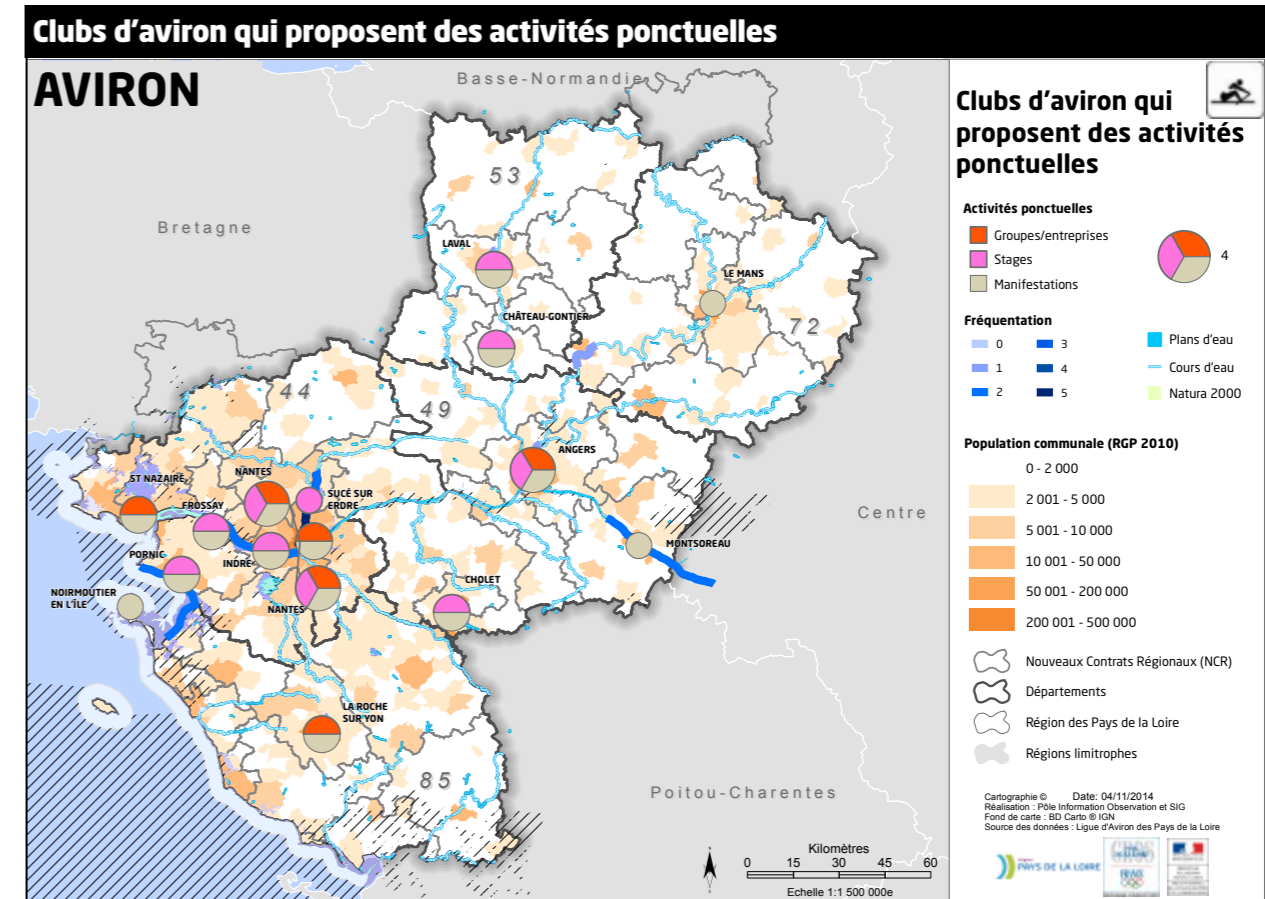 Clubs d'aviron qui proposent des activités ponctuelles
AVIRON
Basse-Normandie
Bretagne
Centre
Poitou-Charentes
53
72
44
49
85
LAVAL
LE MANS
CHÂTEAU-GONTIER
ANGERS
ST NAZAIRE
NANTES
SUCÉ SUR
ERDRE
FROSSAY
PORNIC
INDRE
MONTSOREAU
NOIRMOUTIER
EN L'ÎLE
NANTES
CHOLET
LA ROCHE
SUR YON
Kilomètres
0 15 30 45 60
Echelle 1:1 500 000e
Clubs d'aviron qui
proposent des activités
ponctuelles
Activités ponctuelles
Groupes/entreprises
Stages
Manifestations
4
Fréquentation
0
1
2
3
4
5
Plans d'eau
Cours d'eau
Natura 2000
Population communale (RGP 2010)
0 - 2 000
2 001 - 5 000
5 001 - 10 000
10 001 - 50 000
50 001 - 200 000
200 001 - 500 000
Nouveaux Contrats Régionaux (NCR)
Départements
Région des Pays de la Loire
Régions limitrophes
Cartographie © Date: 04/11/2014
Réalisation : Pôle Information Observation et SIG
Fond de carte : BD Carto ® IGN
Source des données : Ligue d'Aviron des Pays de la Loire
PAYS DE LA LOIRE